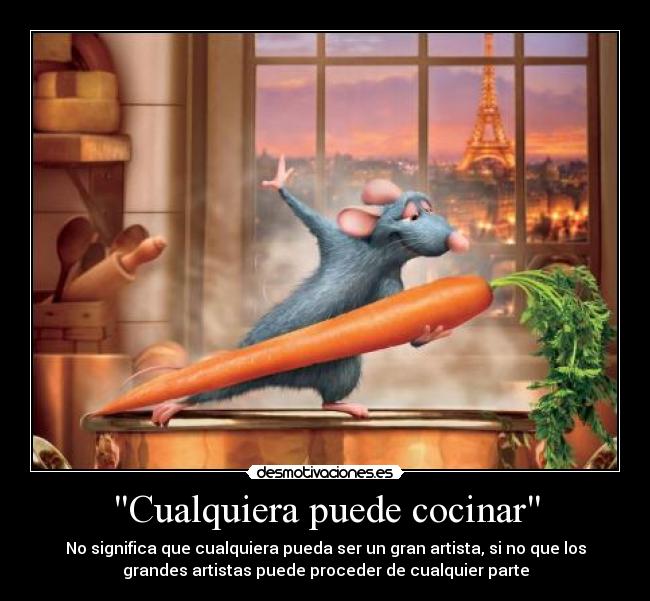 desmotivaciones.es
"Cualquiera puede cocinar"
No significa que cualquiera pueda ser un gran artista, si no que los
grandes artistas puede proceder de cualquier parte